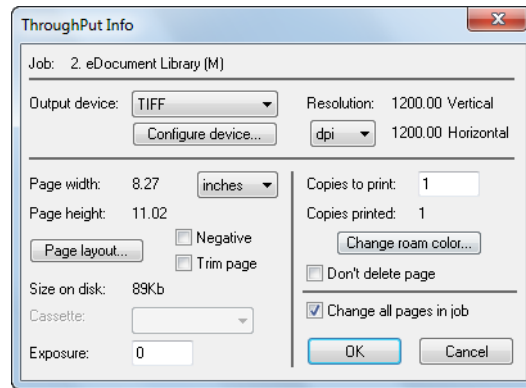 ThroughPut Info
Job: 2. eDocument Library (M)
Output device: TIFF
Configure device...
Resolution: 1200.00 Vertical
dpi 1200.00 Horizontal
Page width: 8.27 inches
Page height: 11.02
Page layout...
Negative
Trim page
Size on disk: 89Kb
Cassette:
Exposure: 0
Copies to print: 1
Copies printed: 1
Change roam color...
Don't delete page
Change all pages in job
OK Cancel